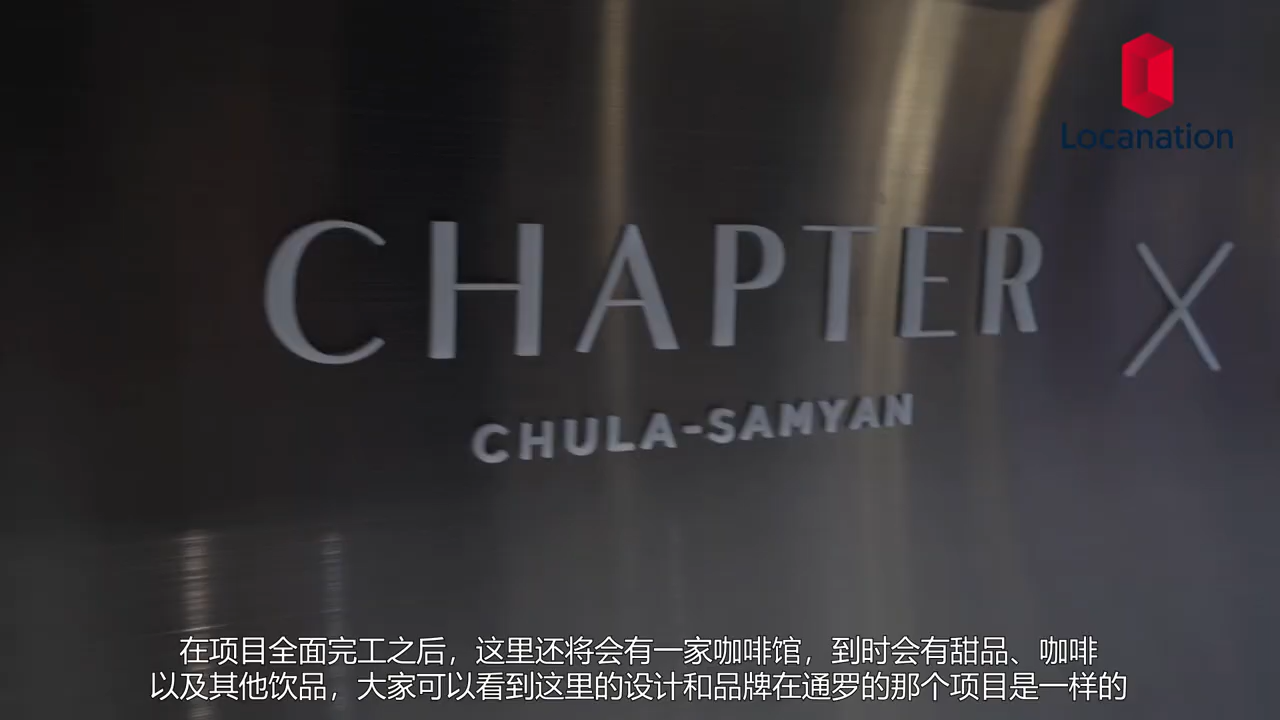 Locanation
CHAPTER X
CHULA-SAMYAN
在项目全面完工之后，这里还将会有一家咖啡馆，到时会有甜品、咖啡
以及其他饮品，大家可以看到这里的设计和品牌在通罗的那个项目是一样的